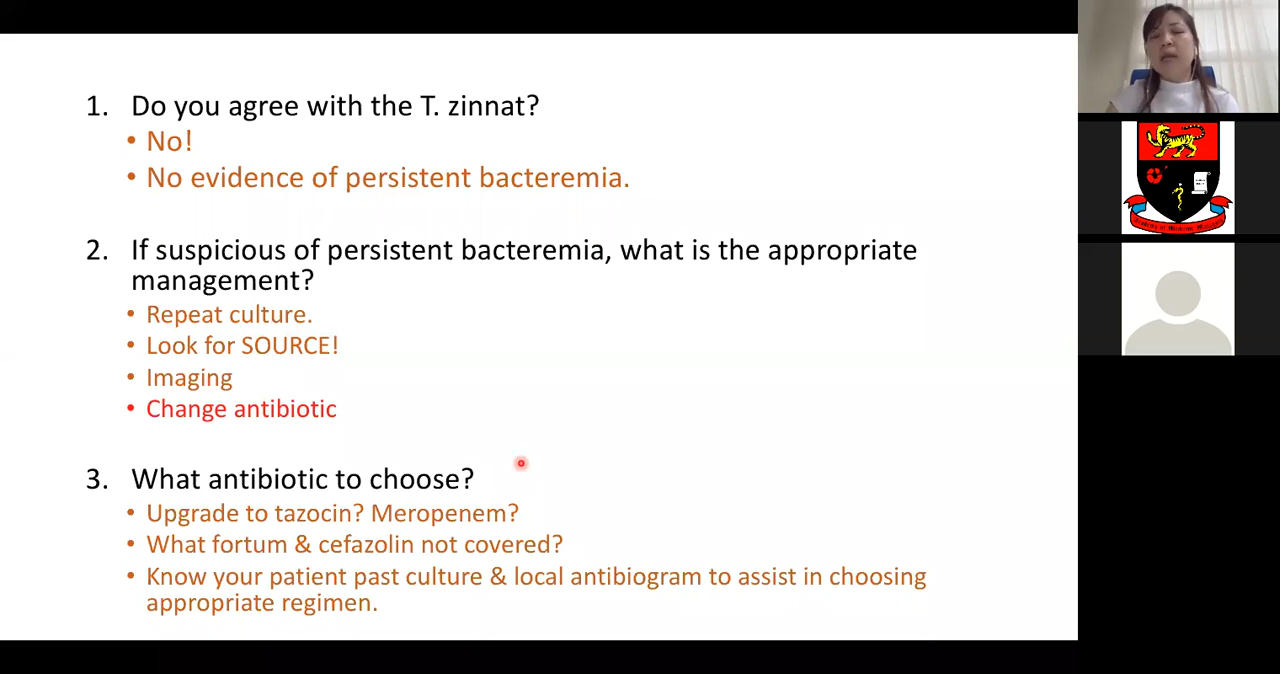 1. Do you agree with the T. zinnat?
• No!
• No evidence of persistent bacteremia.
2. If suspicious of persistent bacteremia, what is the appropriate
management?
• Repeat culture.
• Look for SOURCE!
• Imaging
• Change antibiotic
3. What antibiotic to choose?
• Upgrade to tazocin? Meropenem?
• What fortum & cefazolin not covered?
• Know your patient past culture & local antibiogram to assist in choosing
appropriate regimen.